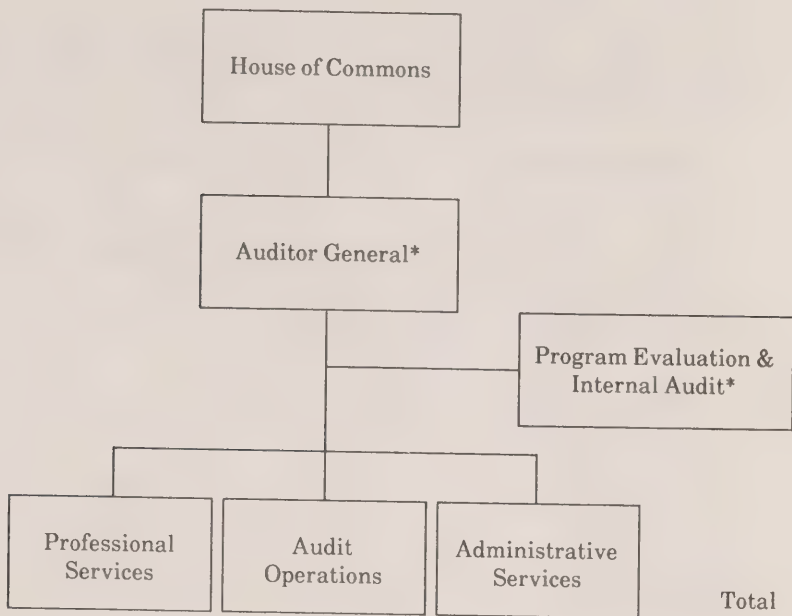 House of Commons
Auditor General*
Program Evaluation &
Internal Audit*
Professional
Services
Audit
Operations
Administrative
Services
Total